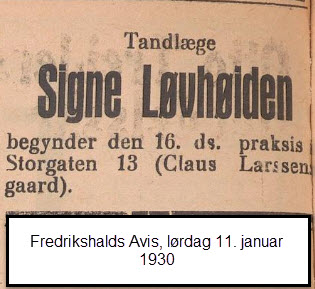 Tandlæge
Signe Løvhøiden
begynder den 16. ds. praksis i
Storgaten 13 (Claus Larssen
gaard).
Fredrikshalds Avis, lørdag 11. januar
1930